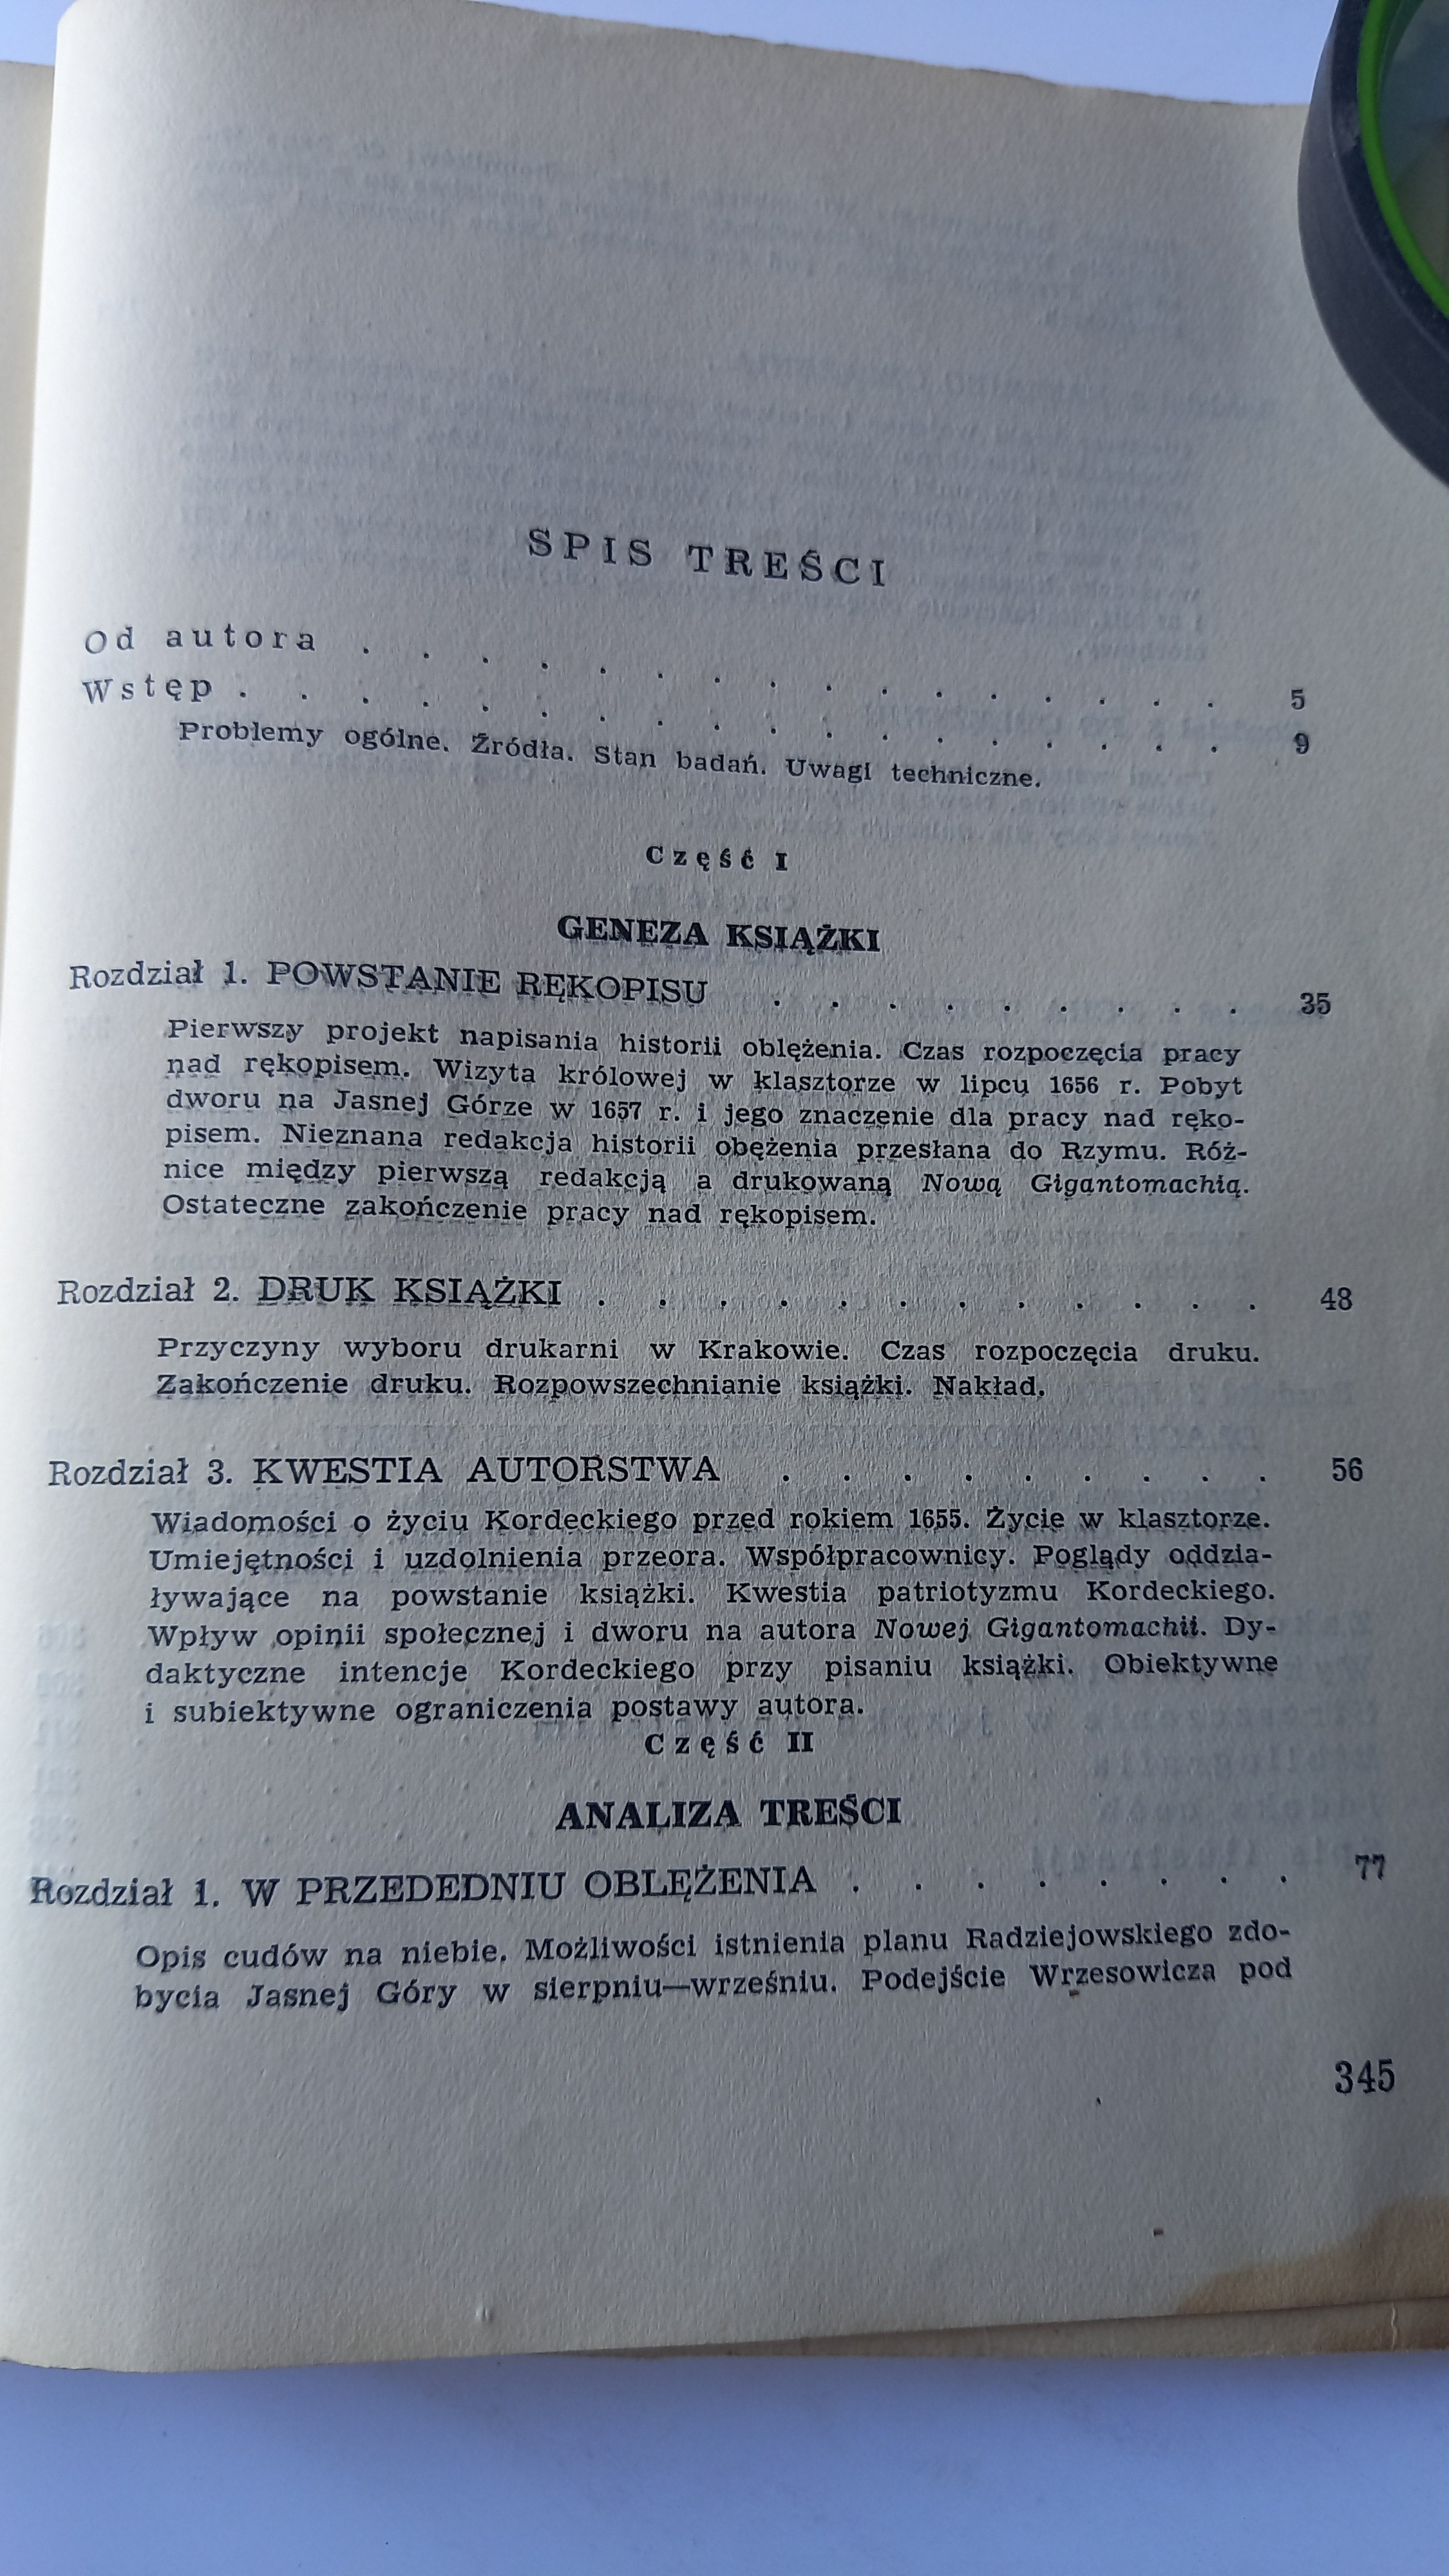 SPIS TREŚCI
Od autora . . . . . . . . . . . . . . . . 5
Wstęp . . . . . . . . . . . . . . . . . . 9
Problemy ogólne. Źródła. Stan badań. Uwagi techniczne.
Część I
GENEZA KSIĄŻKI
Rozdział 1. POWSTANIE RĘKOPISU . . . . . . . . . 35
Pierwszy projekt napisania historii oblężenia. Czas rozpoczęcia pracy
nad rękopisem. Wizyta królowej w klasztorze w lipcu 1656 r. Pobyt
dworu na Jasnej Górze w 1657 r. i jego znaczenie dla pracy nad ręko-
pisem. Nieznana redakcja historii obężenia przesłana do Rzymu. Róż-
nice między pierwszą redakcją a drukowaną Nową Gigantomachią.
Ostateczne zakończenie pracy nad rękopisem.
Rozdział 2. DRUK KSIĄŻKI . . . . . . . . . . . . 48
Przyczyny wyboru drukarni w Krakowie. Czas rozpoczęcia druku.
Zakończenie druku. Rozpowszechnianie książki. Nakład.
Rozdział 3. KWESTIA AUTORSTWA . . . . . . . . . 56
Wiadomości o życiu Kordeckiego przed rokiem 1655. Życie w klasztorze.
Umiejętności i uzdolnienia przeora. Współpracownicy. Poglądy oddzia-
ływające na powstanie książki. Kwestia patriotyzmu Kordeckiego.
Wpływ opinii społecznej i dworu na autora Nowej Gigantomachii. Dy-
daktyczne intencje Kordeckiego przy pisaniu książki. Obiektywne
i subiektywne ograniczenia postawy autora.
Część II
ANALIZA TREŚCI
Rozdział 1. W PRZEDEDNIU OBLĘŻENIA . . . . . . . . 77
Opis cudów na niebie. Możliwości istnienia planu Radziejowskiego zdo-
bycia Jasnej Góry w sierpniu—wrześniu. Podejście Wrzesowicza pod
345